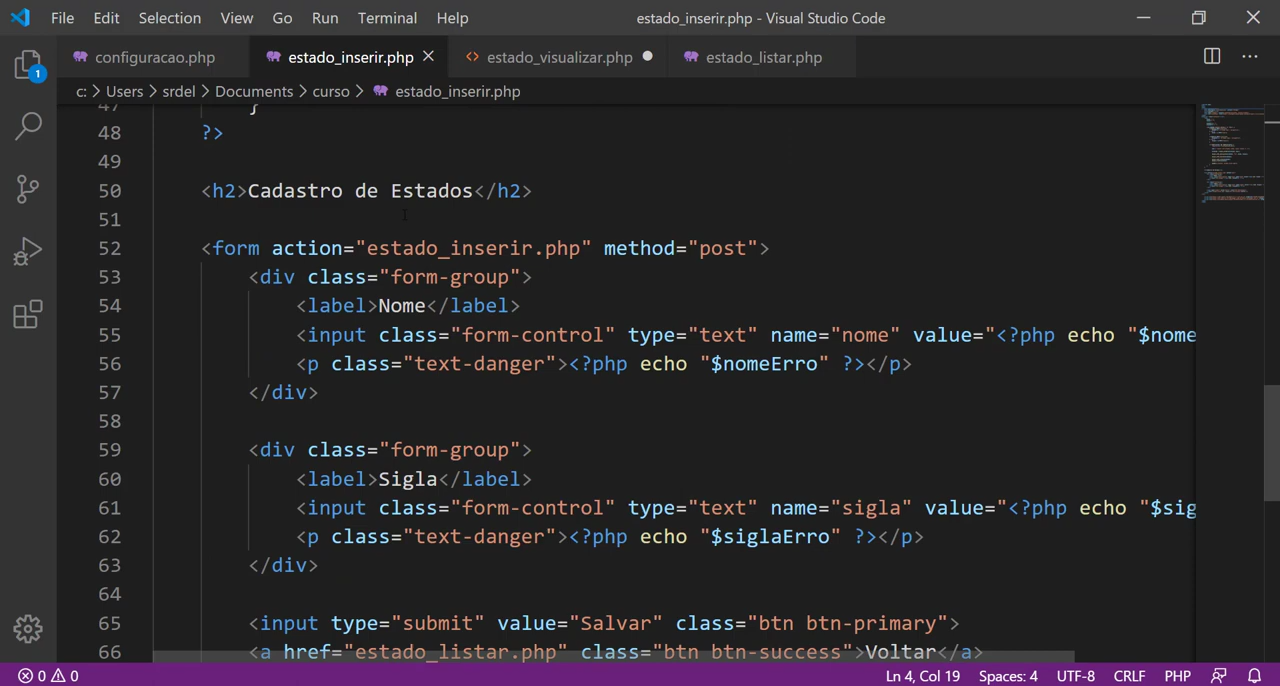 File Edit Selection View Go Run Terminal Help estado_inserir.php - Visual Studio Code
configuracao.php estado_inserir.php estado_visualizar.php estado_listar.php
1
c: > Users > srdel > Documents > curso > estado_inserir.php
47 }
48 ?>
49
50 <h2>Cadastro de Estados</h2>
51
52 <form action="estado_inserir.php" method="post">
53 <div class="form-group">
54 <label>Nome</label>
55 <input class="form-control" type="text" name="nome" value="<?php echo "$nome
56 <p class="text-danger"><?php echo "$nomeErro" ?></p>
57 </div>
58
59 <div class="form-group">
60 <label>Sigla</label>
61 <input class="form-control" type="text" name="sigla" value="<?php echo "$sig
62 <p class="text-danger"><?php echo "$siglaErro" ?></p>
63 </div>
64
65 <input type="submit" value="Salvar" class="btn btn-primary">
66 <a href="estado_listar.php" class="btn btn-success">Voltar</a>
0 0 Ln 4, Col 19 Spaces: 4 UTF-8 CRLF PHP